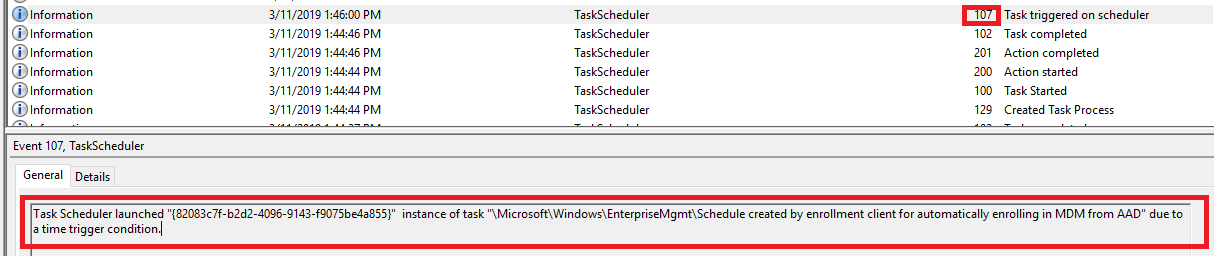 Information 3/11/2019 1:46:00 PM TaskScheduler 107 Task triggered on scheduler
Information 3/11/2019 1:44:46 PM TaskScheduler 102 Task completed
Information 3/11/2019 1:44:46 PM TaskScheduler 201 Action completed
Information 3/11/2019 1:44:44 PM TaskScheduler 200 Action started
Information 3/11/2019 1:44:44 PM TaskScheduler 100 Task Started
Information 3/11/2019 1:44:44 PM TaskScheduler 129 Created Task Process
Event 107, TaskScheduler
General Details
Task Scheduler launched "{82083c7f-b2d2-4096-9143-f9075be4a855}" instance of task "\Microsoft\Windows\EnterpriseMgmt\Schedule created by enrollment client for automatically enrolling in MDM from AAD" due to
a time trigger condition.